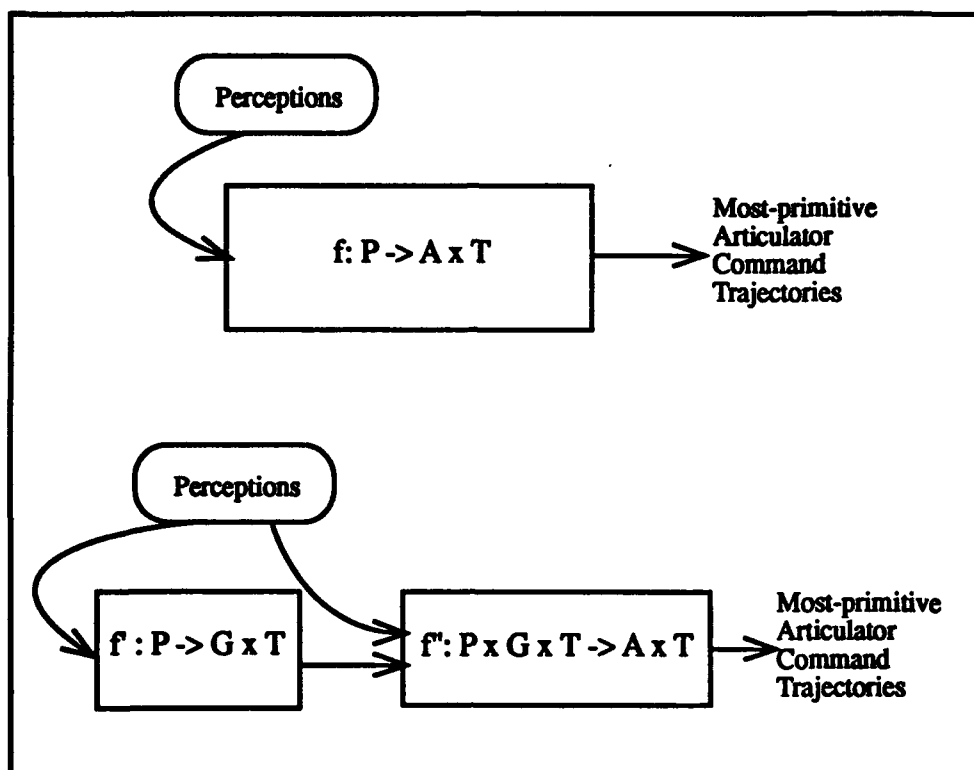 Perceptions
f: P -> A x T
Most-primitive
Articulator
Command
Trajectories
Perceptions
f' : P -> G x T
f": P x G x T -> A x T
Most-primitive
Articulator
Command
Trajectories